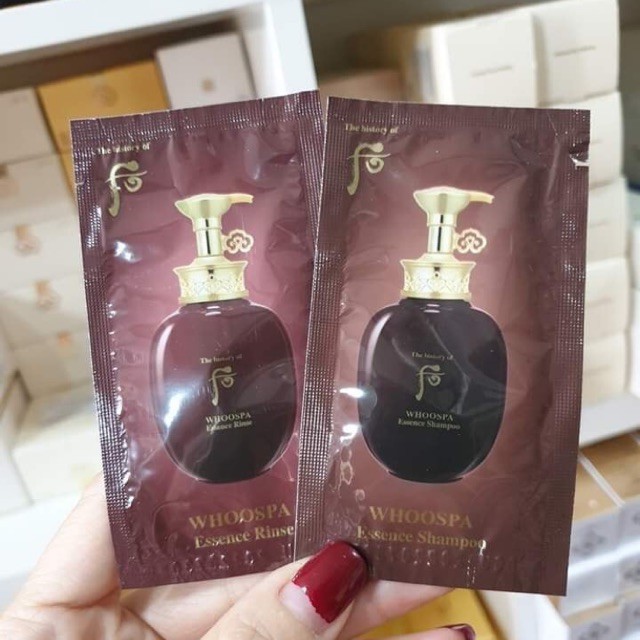 The history of
The history of
WHOOSPA
Essence Rinse
WHOOSPA
Essence Rinse
The history of
The history of
WHOOSPA
Essence Shampoo
WHOOSPA
Essence Shampoo